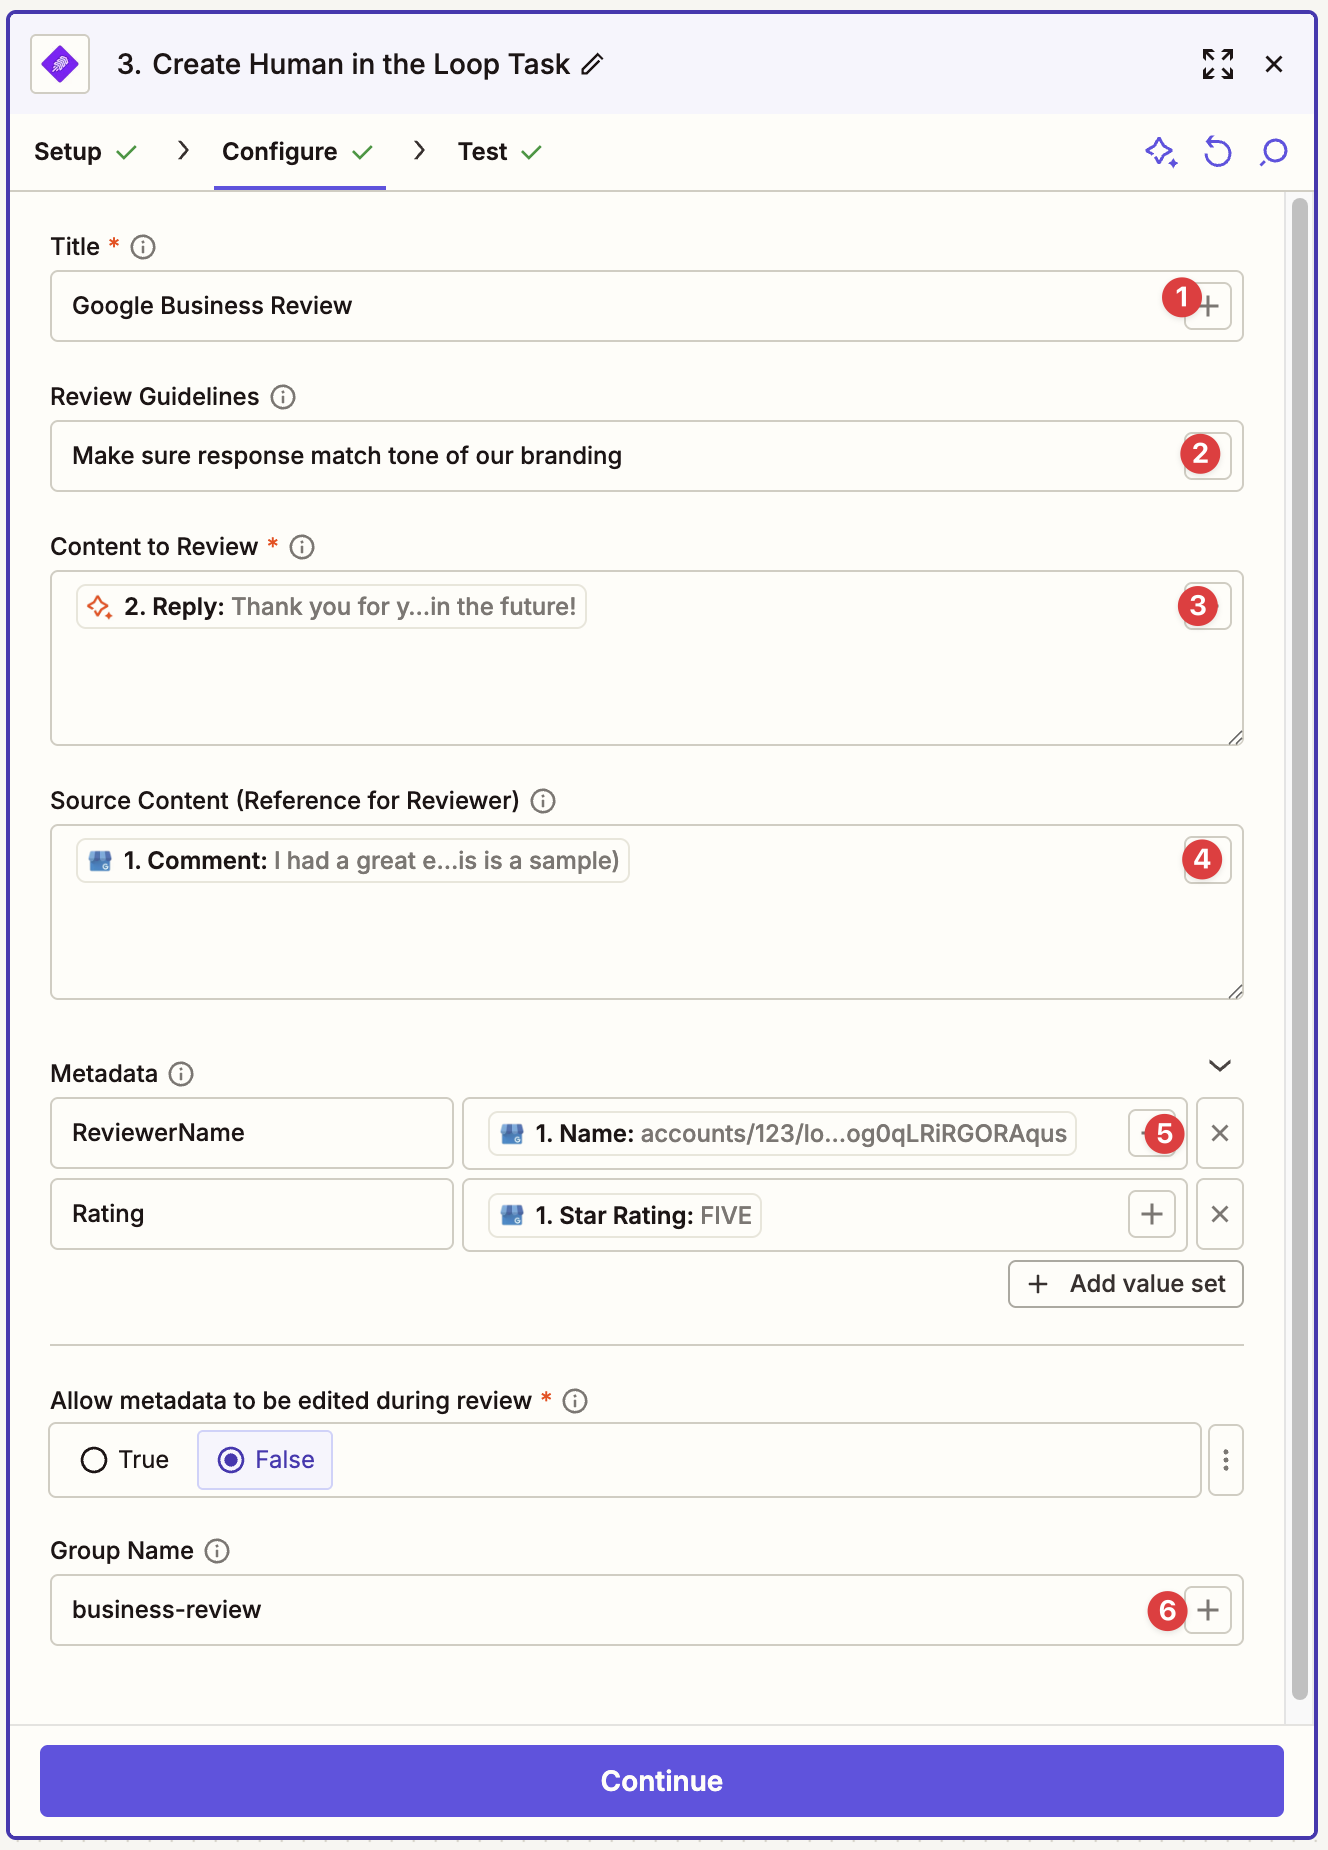 3. Create Human in the Loop Task
Setup
Configure
Test
Title *
Google Business Review
1
Review Guidelines
Make sure response match tone of our branding
2
Content to Review *
2. Reply: Thank you for y...in the future!
3
Source Content (Reference for Reviewer)
1. Comment: I had a great e...is is a sample)
4
Metadata
ReviewerName
1. Name: accounts/123/lo...og0qLRiRGORAqus
5
Rating
1. Star Rating: FIVE
Add value set
Allow metadata to be edited during review *
True
False
Group Name
business-review
6
Continue